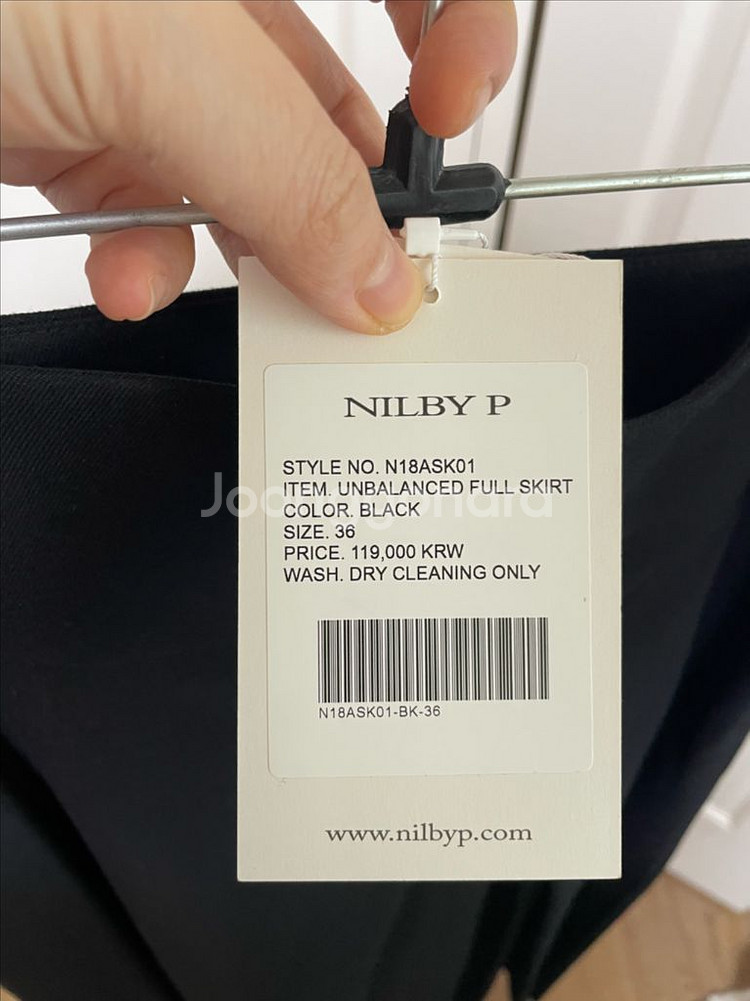 NILBY P
STYLE NO. N18ASK01
ITEM. UNBALANCED FULL SKIRT
COLOR. BLACK
SIZE. 36
PRICE. 119,000 KRW
WASH. DRY CLEANING ONLY
N18ASK01-BK-36
www.nilbyp.com